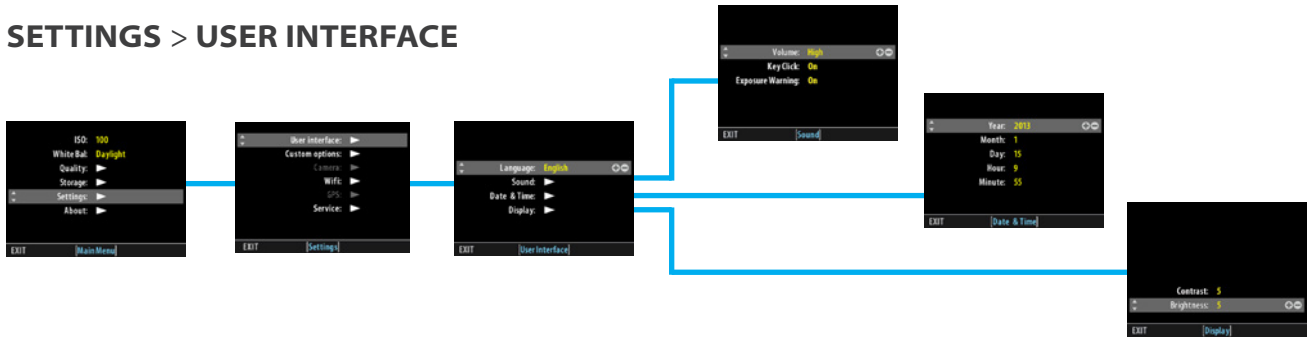 SETTINGS > USER INTERFACE
ISO: 100
White Bal: Daylight
Quality:
Storage:
Settings:
About:
EXIT |Main Menu|
User interface:
Custom options:
Camera:
Wifi:
GPS:
Service:
EXIT |Settings|
Language: English
Sound:
Date & Time:
Display:
EXIT |User Interface|
Volume: High
Key Click: On
Exposure Warning: On
EXIT |Sound|
Year: 2013
Month: 1
Day: 15
Hour: 9
Minute: 55
EXIT |Date & Time|
Contrast: 5
Brightness: 5
EXIT |Display|